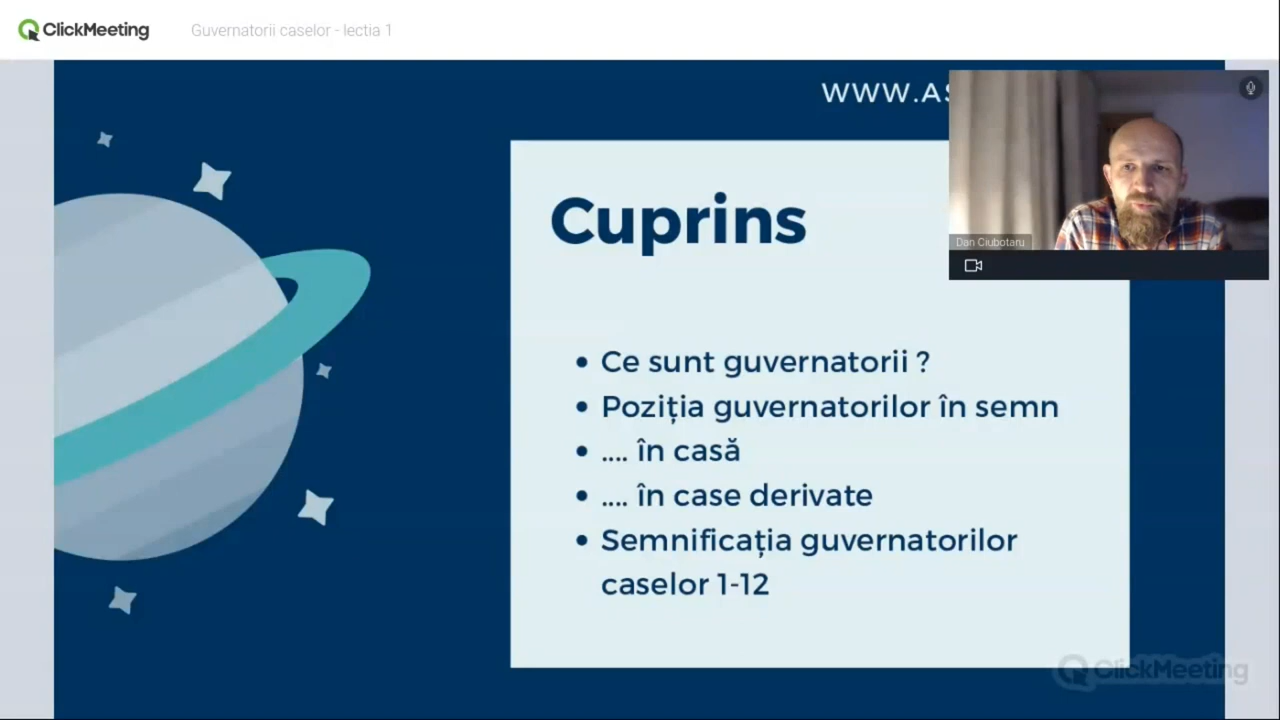 ClickMeeting
Guvernatorii caselor - lectia 1
WWW.AS
Dan Ciubotaru
Cuprins
• Ce sunt guvernatorii ?
• Poziția guvernatorilor în semn
• .... în casă
• .... în case derivate
• Semnificația guvernatorilor
caselor 1-12
ClickMeeting